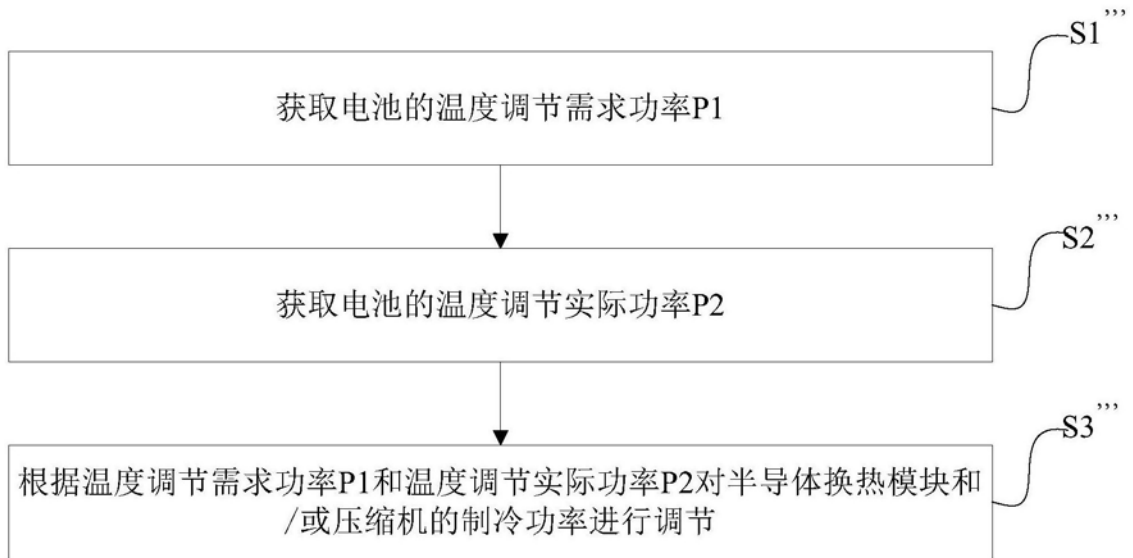 S1’’’
获取电池的温度调节需求功率P1
S2’’’
获取电池的温度调节实际功率P2
S3’’’
根据温度调节需求功率P1和温度调节实际功率P2对半导体换热模块和
/或压缩机的制冷功率进行调节